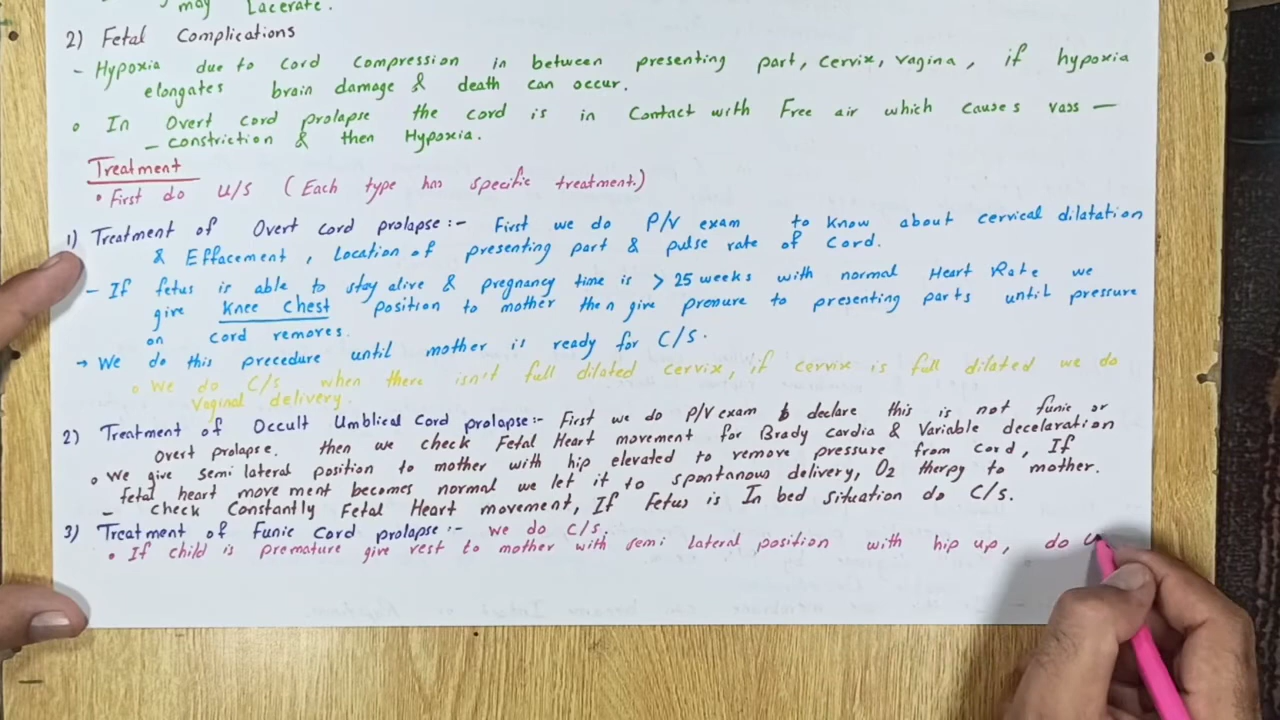 may Lacerate.
2) Fetal Complications
- Hypoxia due to cord compression in between presenting part, cervix, vagina, if hypoxia
elongates brain damage & death can occur.
• In Overt cord prolapse the cord is in Contact with Free air which causes vass —
— constriction & then Hypoxia.
Treatment
• First do U/S (Each type has specific treatment.)
1) Treatment of Overt cord prolapse:- First we do P/V exam to know about cervical dilatation
& Effacement, Location of presenting part & pulse rate of Cord.
- If fetus is able to stay alive & pregnancy time is > 25 weeks with normal Heart Rate we
give Knee Chest position to mother then give pressure to presenting parts until pressure
on cord removes.
→ We do this precedure until mother is ready for C/S.
• We do C/S when there isn't full dilated cervix, if cervix is full dilated we do
Vaginal delivery.
2) Treatment of Occult Umblical Cord prolapse:- First we do P/V exam & declare this is not funic or
overt prolapse. then we check Fetal Heart movement for Brady cardia & Variable decelaration
• We give semi lateral position to mother with hip elevated to remove pressure from cord, If
fetal heart movement becomes normal we let it to spontanous delivery, O2 therpy to mother.
- check Constantly Fetal Heart movement, If Fetus is In bed situation do C/S.
3) Treatment of Funic Cord prolapse:- we do C/S.
• If child is premature give rest to mother with semi lateral position with hip up, do